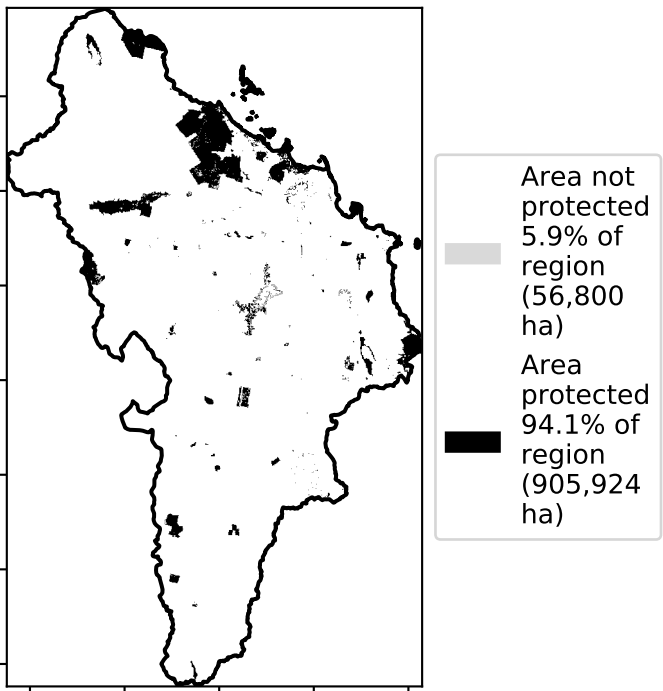 Area not
protected
5.9% of
region
(56,800
ha)
Area
protected
94.1% of
region
(905,924
ha)